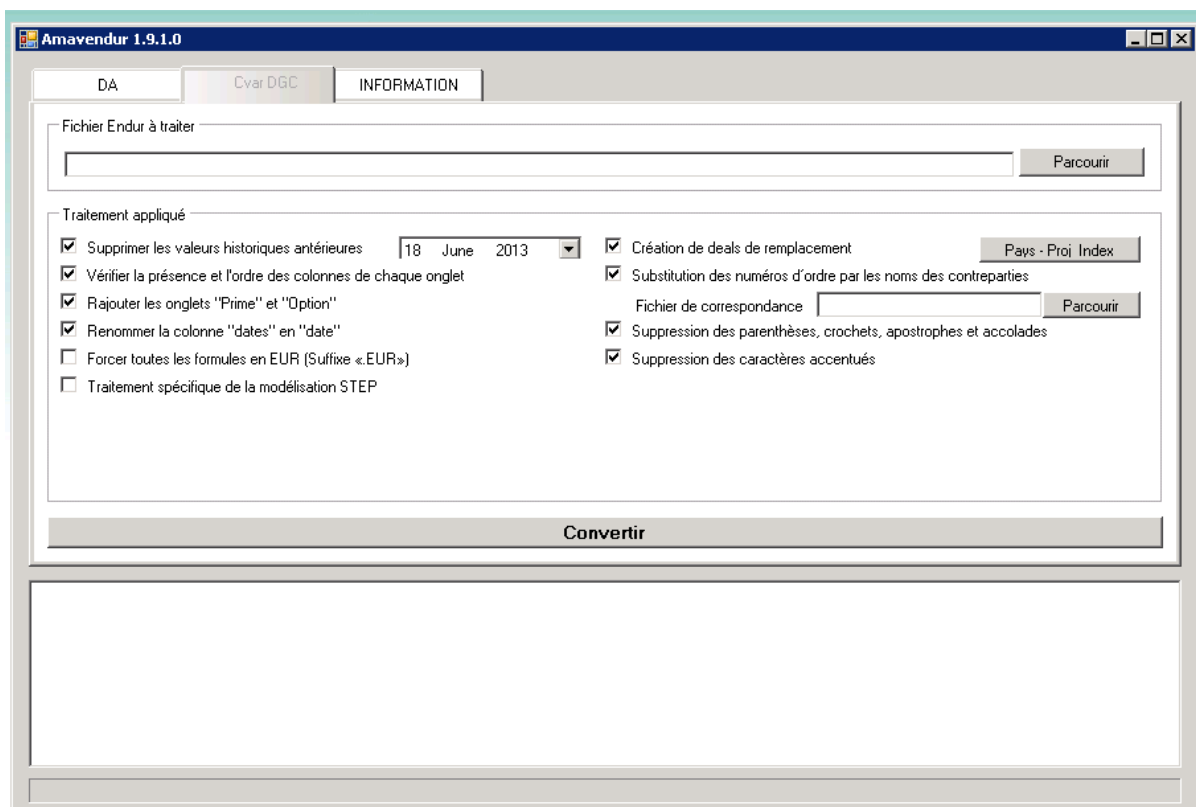 Amavendur 1.9.1.0
DA Cvar DGC INFORMATION
Fichier Endur à traiter
Parcourir
Traitement appliqué
Supprimer les valeurs historiques antérieures 18 June 2013
Vérifier la présence et l'ordre des colonnes de chaque onglet
Rajouter les onglets "Prime" et "Option"
Renommer la colonne "dates" en "date"
Forcer toutes les formules en EUR (Suffixe «.EUR»)
Traitement spécifique de la modélisation STEP
Création de deals de remplacement Pays - Proj Index
Substitution des numéros d´ordre par les noms des contreparties
Fichier de correspondance Parcourir
Suppression des parenthèses, crochets, apostrophes et accolades
Suppression des caractères accentués
Convertir